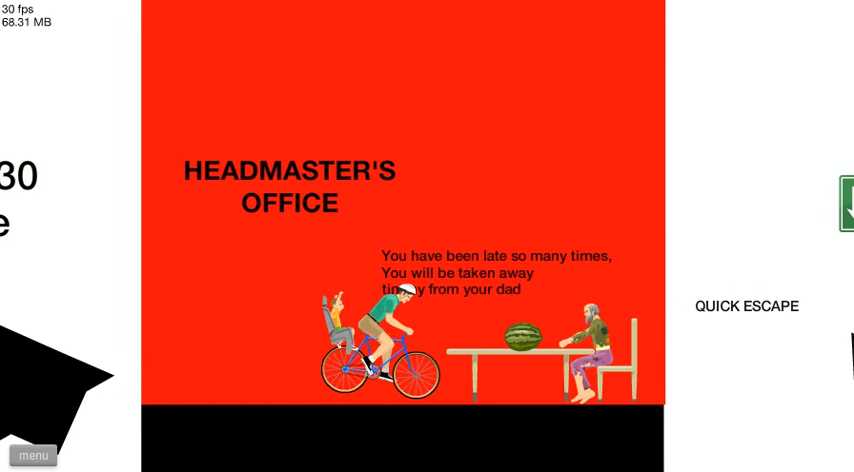 30 fps
68.31 MB
30
e
HEADMASTER'S
OFFICE
You have been late so many times,
You will be taken away
from your dad
QUICK ESCAPE
menu